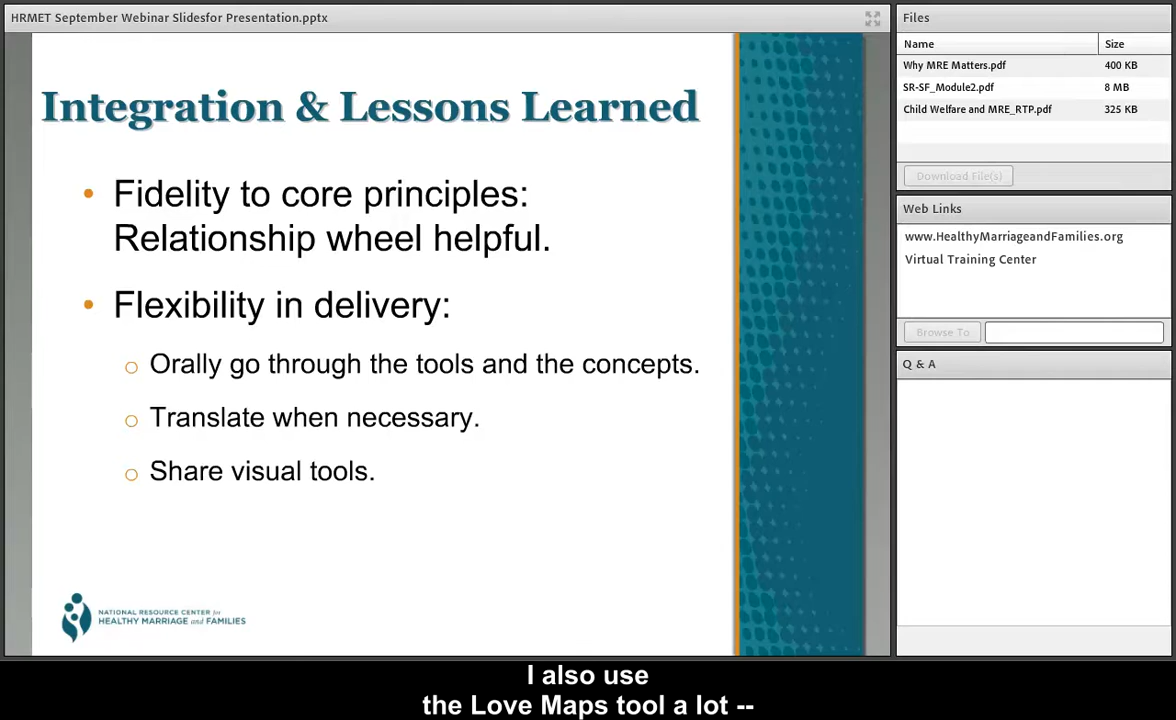 HRMET September Webinar Slidesfor Presentation.pptx
Integration & Lessons Learned
• Fidelity to core principles:
Relationship wheel helpful.
• Flexibility in delivery:
o Orally go through the tools and the concepts.
o Translate when necessary.
o Share visual tools.
NATIONAL RESOURCE CENTER for
HEALTHY MARRIAGE and FAMILIES
Files
Name Size
Why MRE Matters.pdf 400 KB
SR-SF_Module2.pdf 8 MB
Child Welfare and MRE_RTP.pdf 325 KB
Download File(s)
Web Links
www.HealthyMarriageandFamilies.org
Virtual Training Center
Browse To
Q & A
I also use
the Love Maps tool a lot --